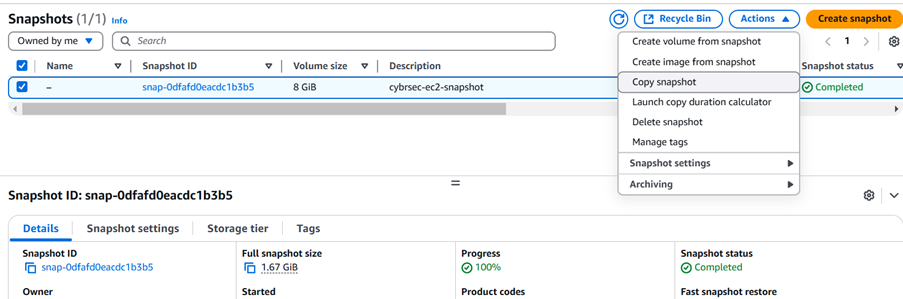 Snapshots (1/1) Info
Recycle Bin
Actions
Create snapshot
Owned by me
Search
1
Name
Snapshot ID
Volume size
Description
Snapshot status
–
snap-0dfafd0eacdc1b3b5
8 GiB
cybrsec-ec2-snapshot
Completed
Create volume from snapshot
Create image from snapshot
Copy snapshot
Launch copy duration calculator
Delete snapshot
Manage tags
Snapshot settings
Archiving
Snapshot ID: snap-0dfafd0eacdc1b3b5
Details
Snapshot settings
Storage tier
Tags
Snapshot ID
Full snapshot size
Progress
Snapshot status
snap-0dfafd0eacdc1b3b5
1.67 GiB
100%
Completed
Owner
Started
Product codes
Fast snapshot restore